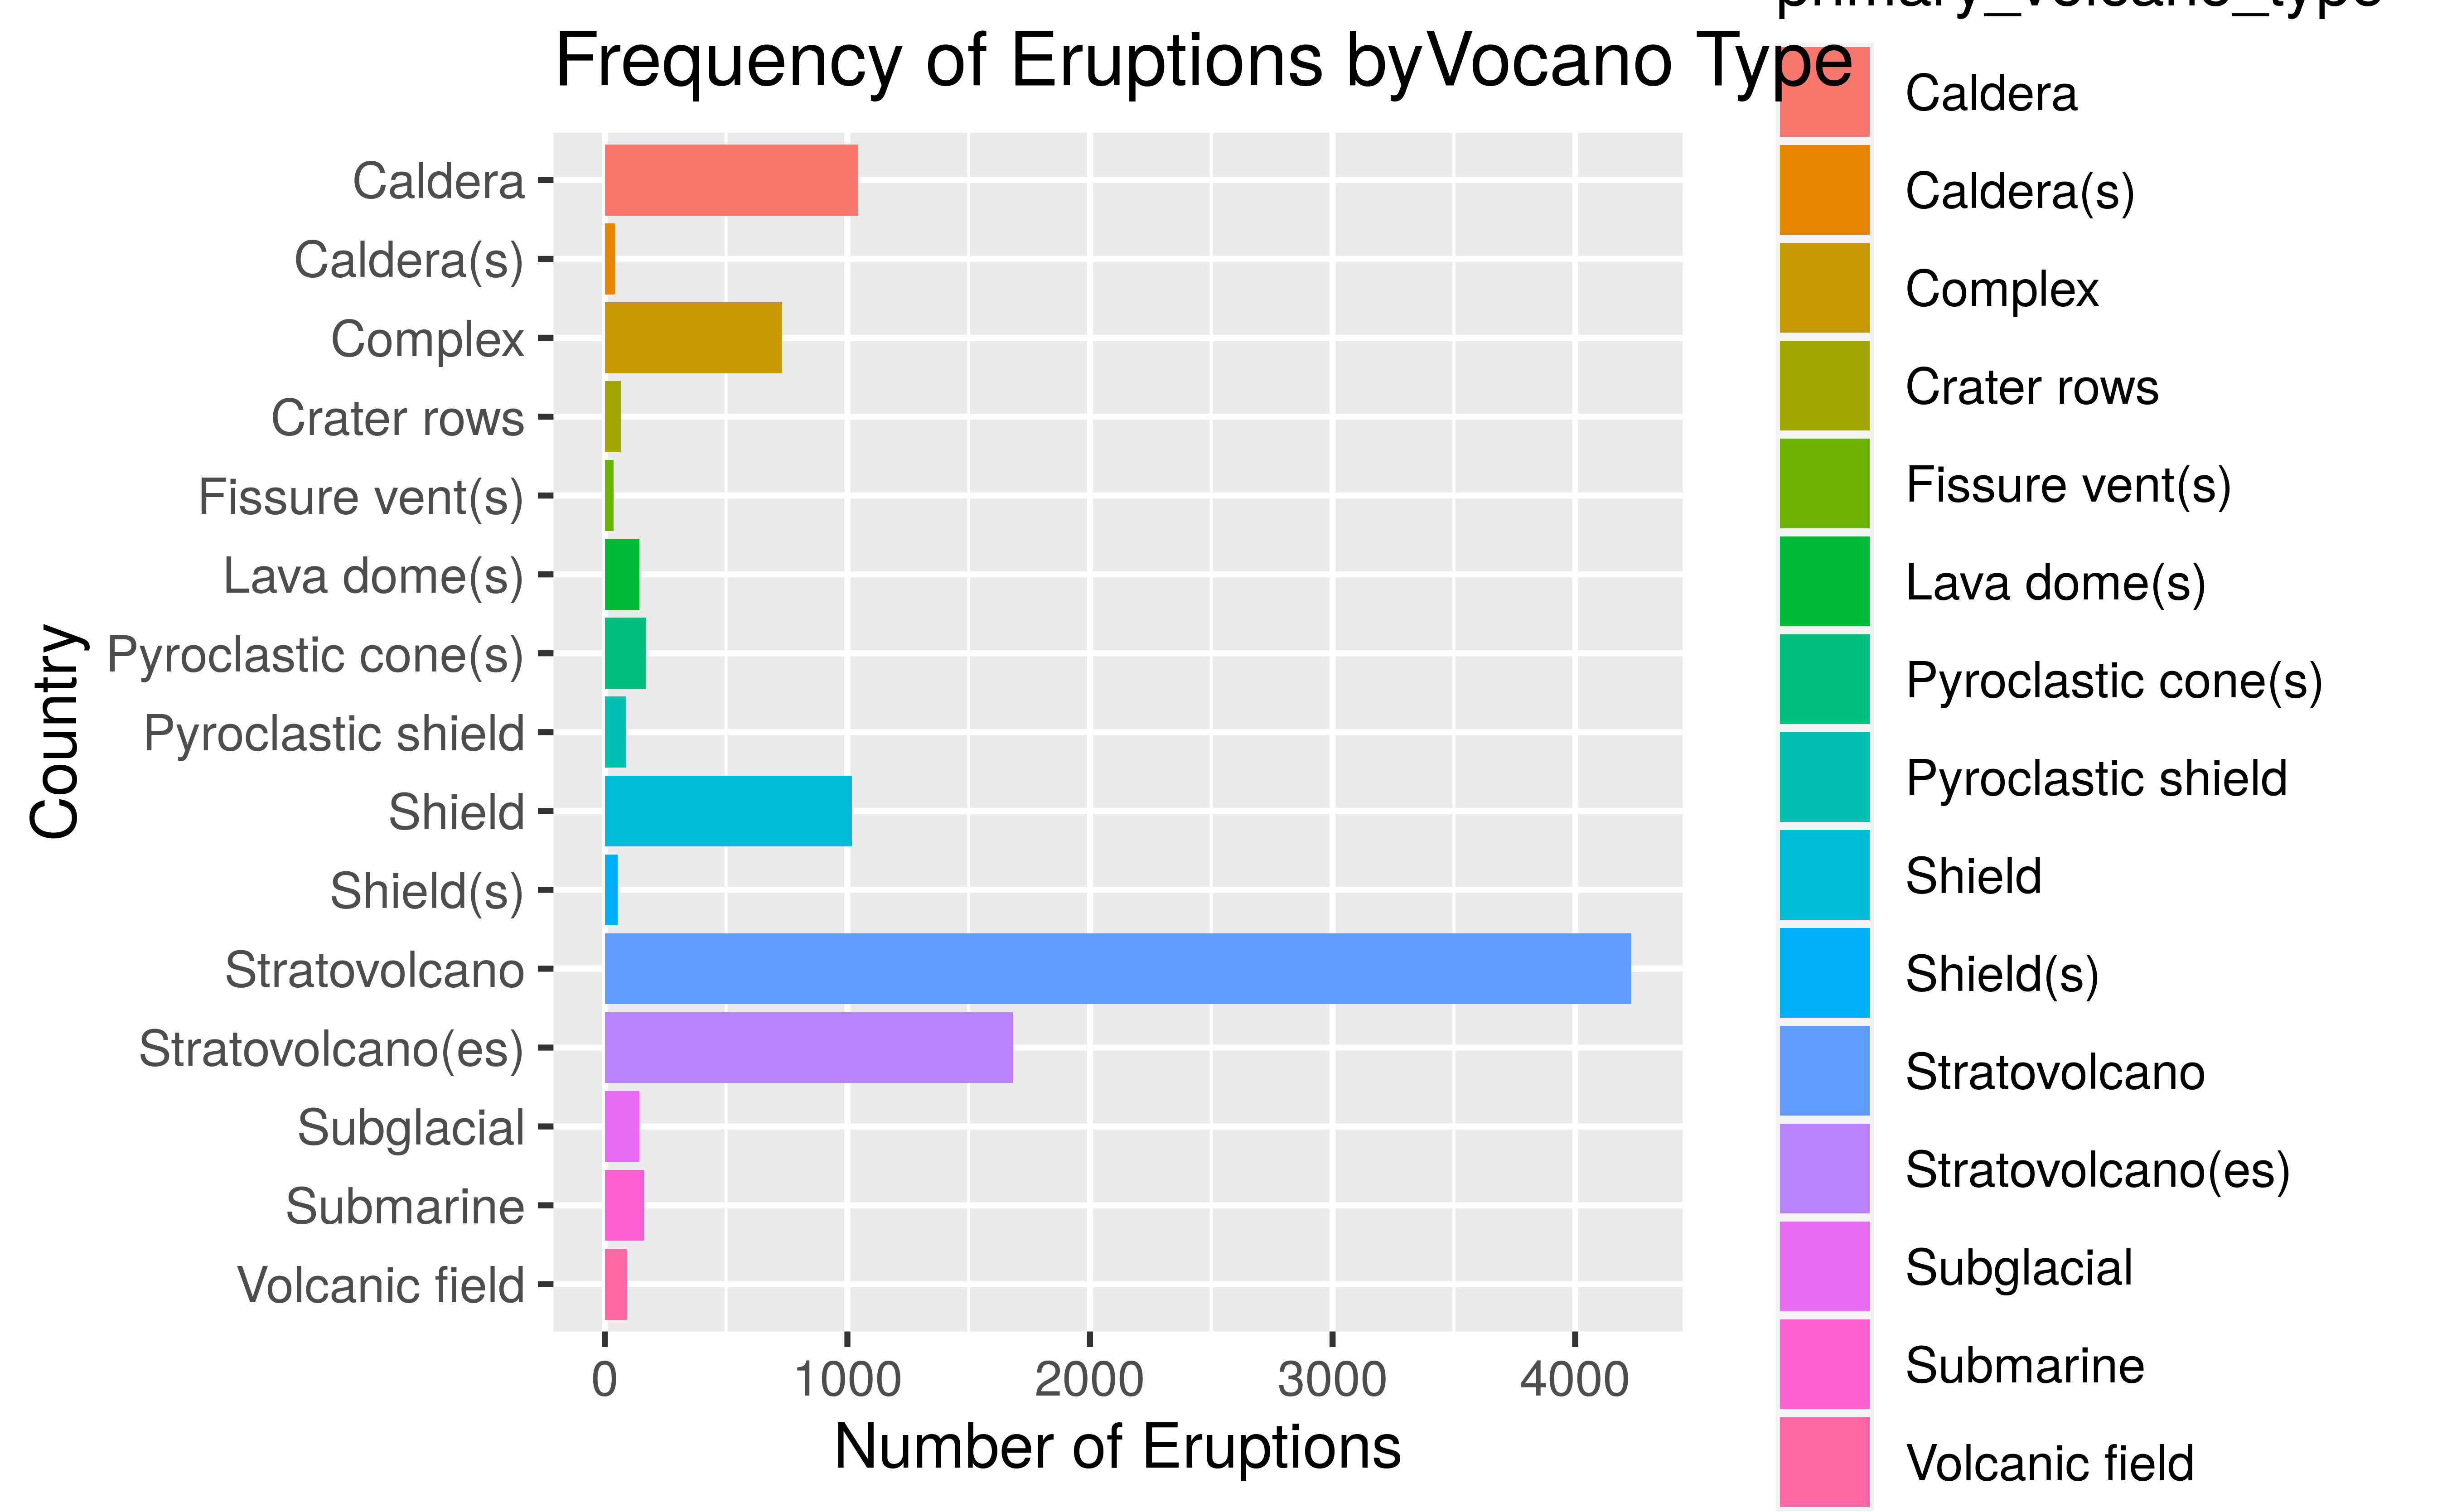 primary_volcano_type
Frequency of Eruptions byVocano Type
Country
Caldera
Caldera(s)
Complex
Crater rows
Fissure vent(s)
Lava dome(s)
Pyroclastic cone(s)
Pyroclastic shield
Shield
Shield(s)
Stratovolcano
Stratovolcano(es)
Subglacial
Submarine
Volcanic field
0 1000 2000 3000 4000
Number of Eruptions
Caldera
Caldera(s)
Complex
Crater rows
Fissure vent(s)
Lava dome(s)
Pyroclastic cone(s)
Pyroclastic shield
Shield
Shield(s)
Stratovolcano
Stratovolcano(es)
Subglacial
Submarine
Volcanic field